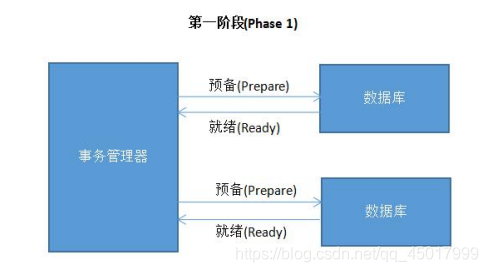 第一阶段(Phase 1)
事务管理器
预备(Prepare)
就绪(Ready)
数据库
预备(Prepare)
就绪(Ready)
数据库
https://blog.csdn.net/qq_45017999